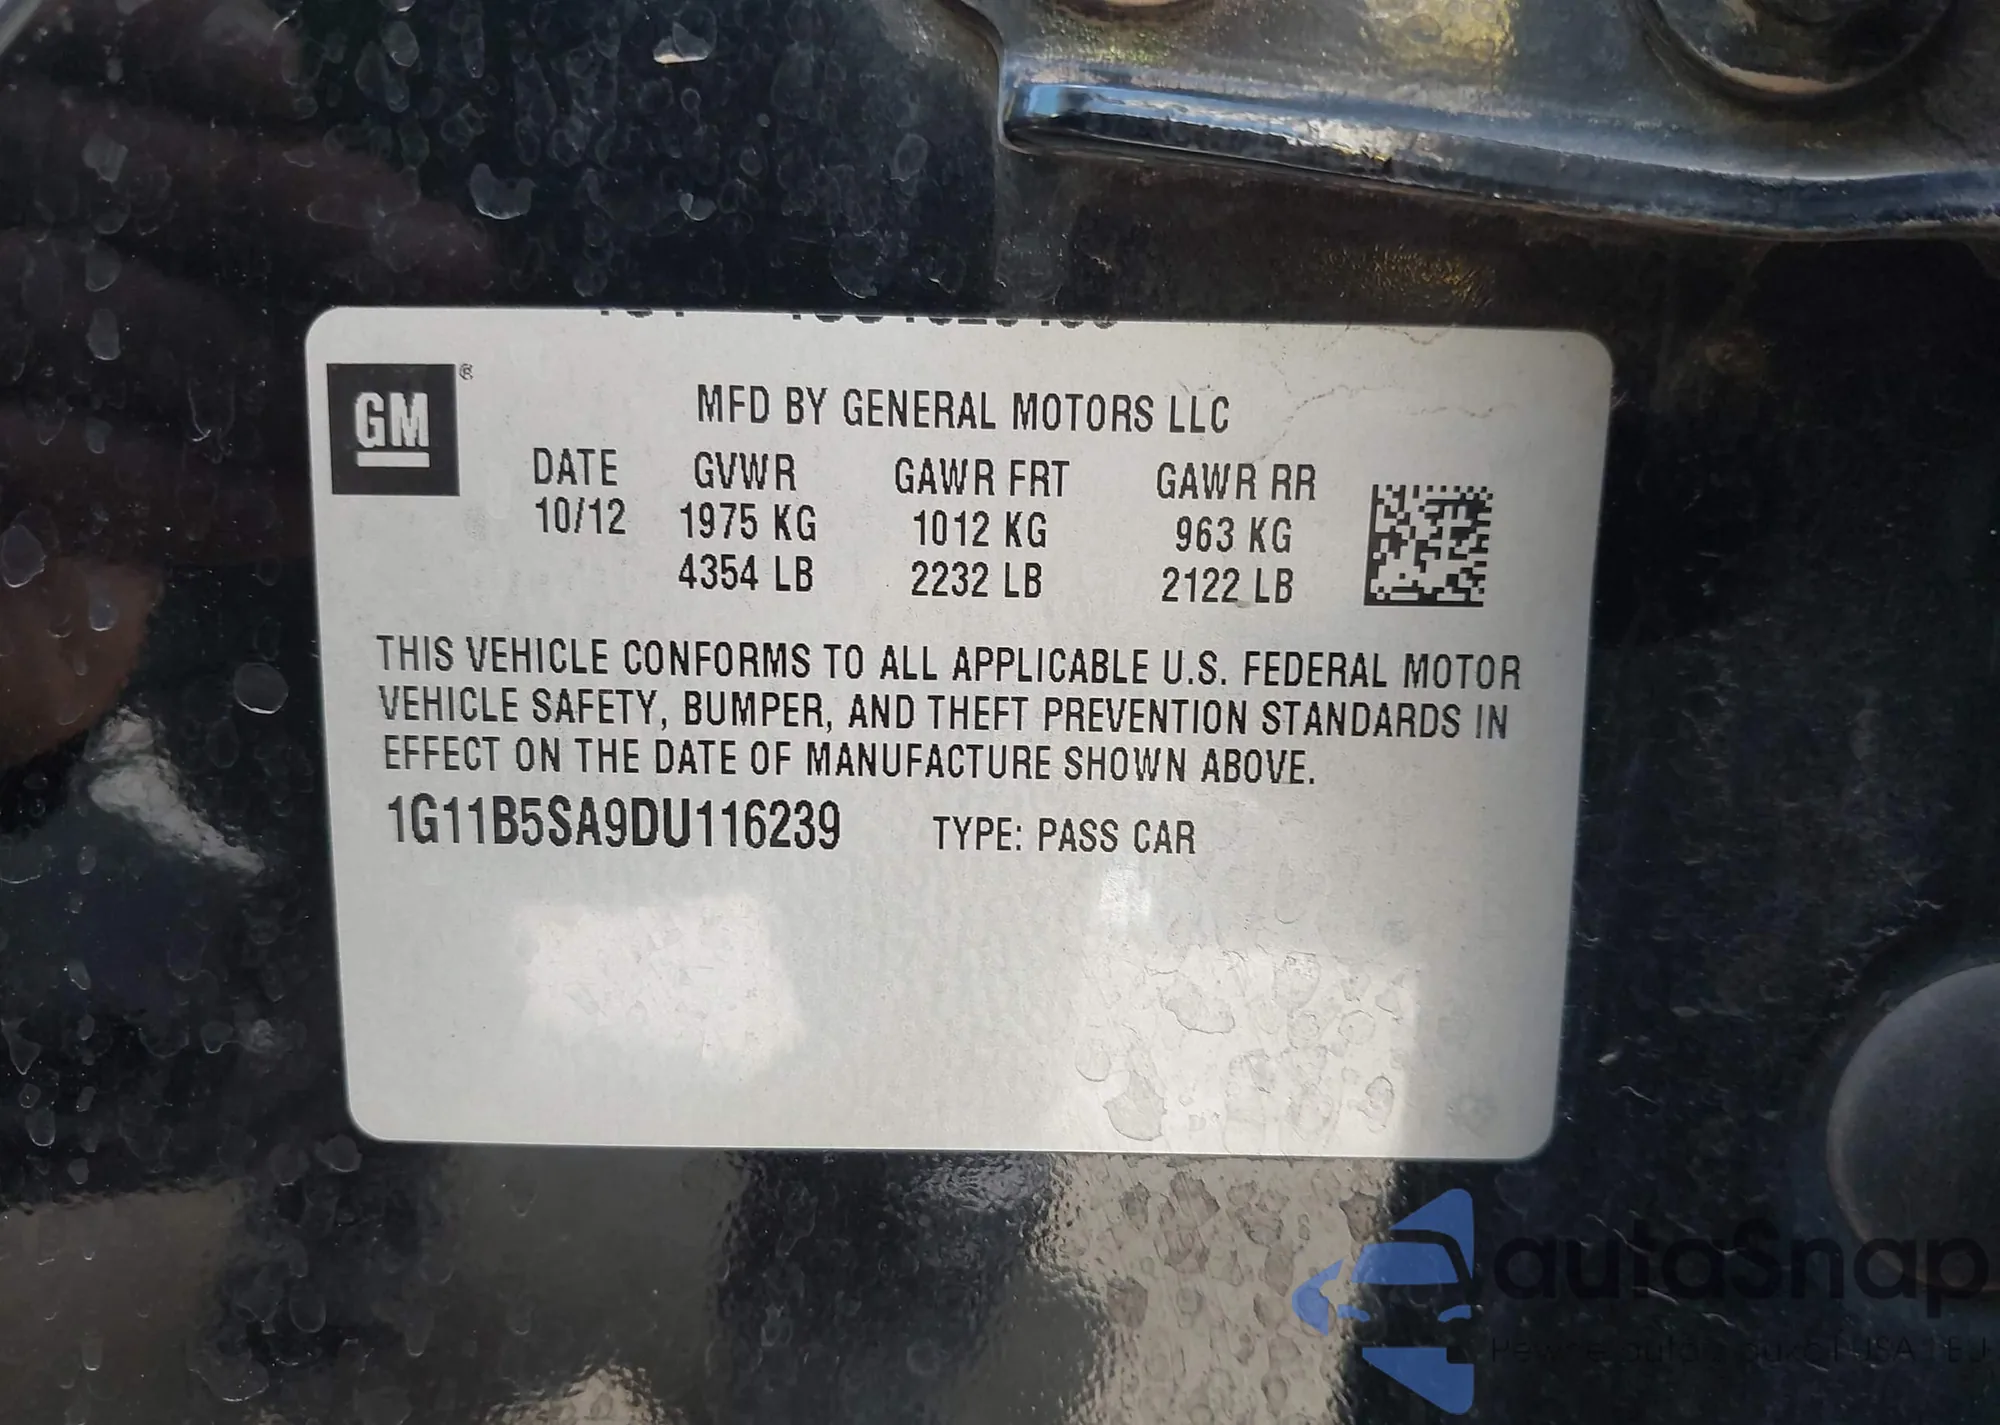 GM
MFD BY GENERAL MOTORS LLC
DATE GVWR GAWR FRT GAWR RR
10/12 1975 KG 1012 KG 963 KG
4354 LB 2232 LB 2122 LB
THIS VEHICLE CONFORMS TO ALL APPLICABLE U.S. FEDERAL MOTOR
VEHICLE SAFETY, BUMPER, AND THEFT PREVENTION STANDARDS IN
EFFECT ON THE DATE OF MANUFACTURE SHOWN ABOVE.
1G11B5SA9DU116239 TYPE: PASS CAR
autoSnap